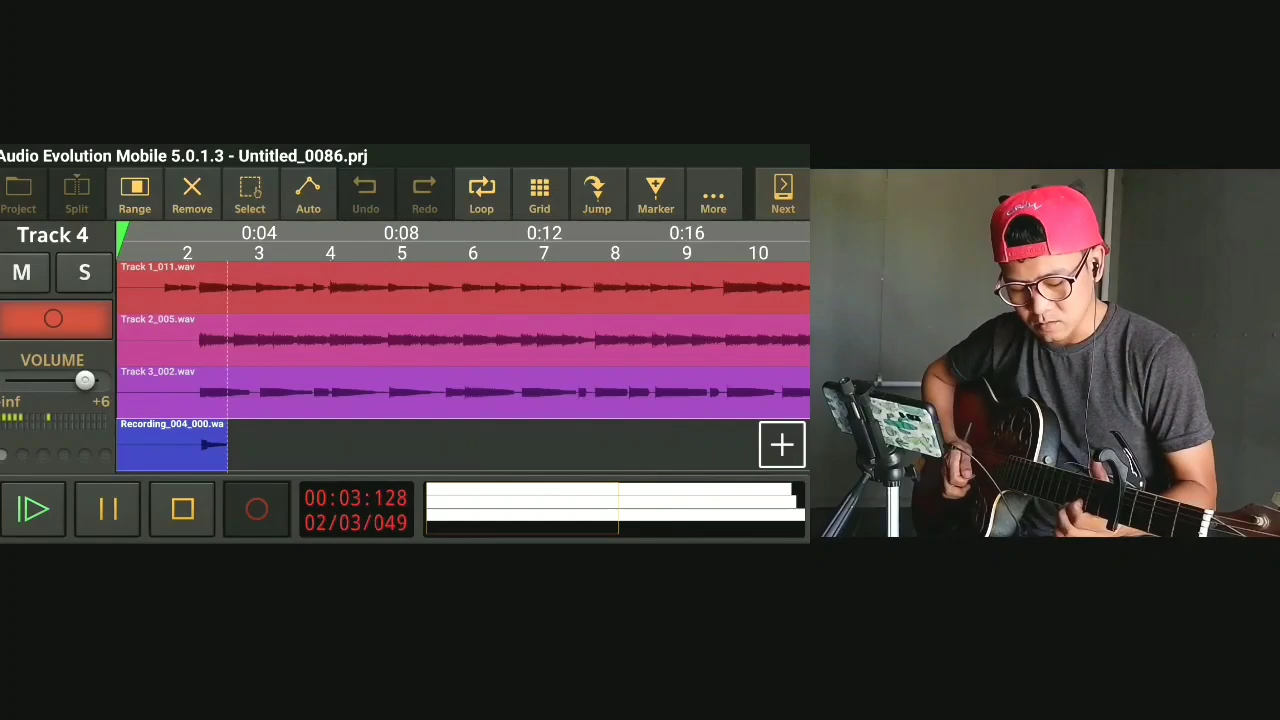 Audio Evolution Mobile 5.0.1.3 - Untitled_0086.prj
Project Split Range Remove Select Auto Undo Redo Loop Grid Jump Marker More Next
Track 4
0:04 0:08 0:12 0:16
2 3 4 5 6 7 8 9 10
M S
Track 1_011.wav
Track 2_005.wav
VOLUME
Track 3_002.wav
inf +6
Recording_004_000.wa
00:03:128
02/03/049